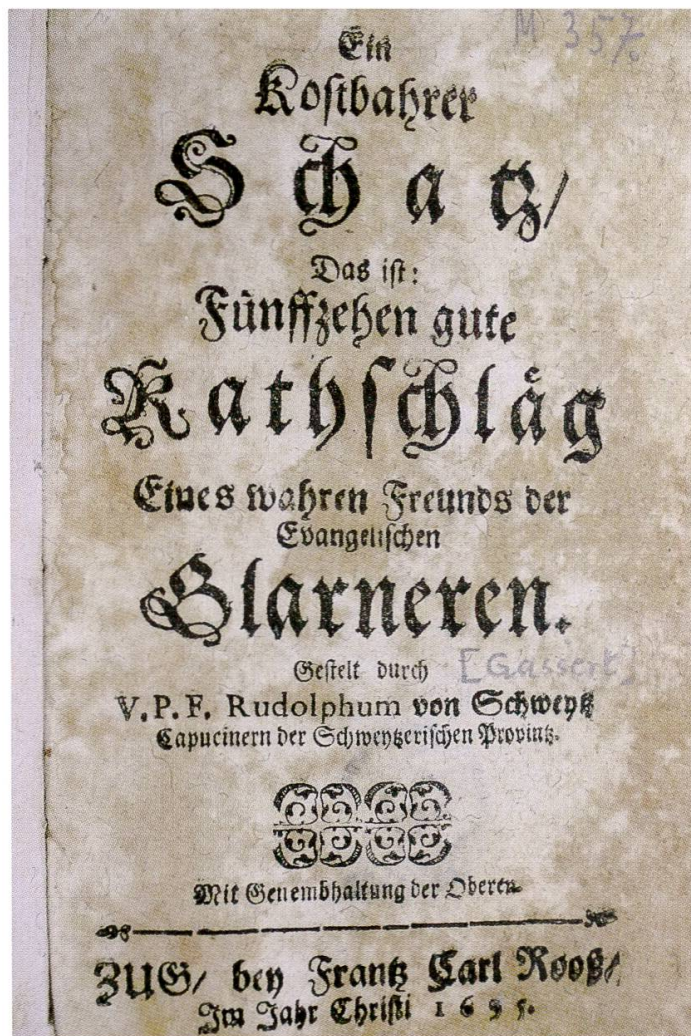 M 357.
Ein
Kostbahrer
Schatz/
Das ist:
Fünffzehen gute
Rathschläg
Eines wahren Freunds der
Evangelischen
Glarneren.
Gestelt durch [Gassert]
V. P. F. Rudolphum von Schweytz
Capucinern der Schweytzerischen Provintz.
Mit Genembhaltung der Oberen.
ZUG/ bey Frantz Carl Rooß/
Im Jahr Christi